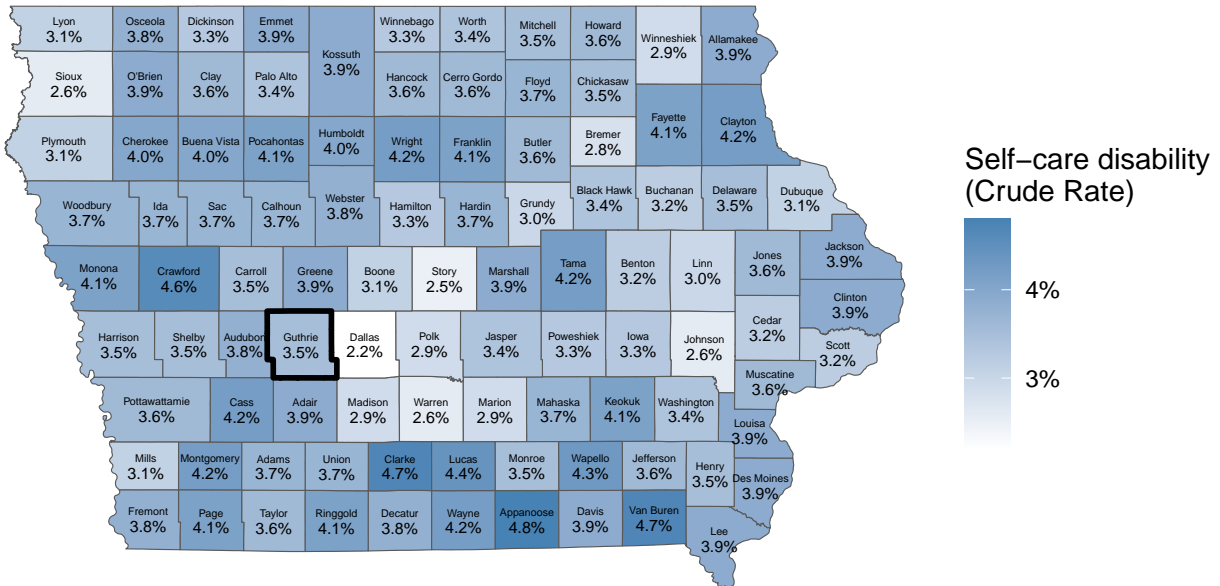 Lyon
3.1%
Osceola
3.8%
Dickinson
3.3%
Emmet
3.9%
Kossuth
3.9%
Winnebago
3.3%
Worth
3.4%
Mitchell
3.5%
Howard
3.6%
Winneshiek
2.9%
Allamakee
3.9%
Sioux
2.6%
O'Brien
3.9%
Clay
3.6%
Palo Alto
3.4%
Hancock
3.6%
Cerro Gordo
3.6%
Floyd
3.7%
Chickasaw
3.5%
Fayette
4.1%
Clayton
4.2%
Plymouth
3.1%
Cherokee
4.0%
Buena Vista
4.0%
Pocahontas
4.1%
Humboldt
4.0%
Wright
4.2%
Franklin
4.1%
Butler
3.6%
Bremer
2.8%
Woodbury
3.7%
Ida
3.7%
Sac
3.7%
Calhoun
3.7%
Webster
3.8%
Hamilton
3.3%
Hardin
3.7%
Grundy
3.0%
Black Hawk
3.4%
Buchanan
3.2%
Delaware
3.5%
Dubuque
3.1%
Monona
4.1%
Crawford
4.6%
Carroll
3.5%
Greene
3.9%
Boone
3.1%
Story
2.5%
Marshall
3.9%
Tama
4.2%
Benton
3.2%
Linn
3.0%
Jones
3.6%
Jackson
3.9%
Clinton
3.9%
Harrison
3.5%
Shelby
3.5%
Audubon
3.8%
Guthrie
3.5%
Dallas
2.2%
Polk
2.9%
Jasper
3.4%
Poweshiek
3.3%
Iowa
3.3%
Johnson
2.6%
Cedar
3.2%
Scott
3.2%
Muscatine
3.6%
Pottawattamie
3.6%
Cass
4.2%
Adair
3.9%
Madison
2.9%
Warren
2.6%
Marion
2.9%
Mahaska
3.7%
Keokuk
4.1%
Washington
3.4%
Louisa
3.9%
Mills
3.1%
Montgomery
4.2%
Adams
3.7%
Union
3.7%
Clarke
4.7%
Lucas
4.4%
Monroe
3.5%
Wapello
4.3%
Jefferson
3.6%
Henry
3.5%
Des Moines
3.9%
Fremont
3.8%
Page
4.1%
Taylor
3.6%
Ringgold
4.1%
Decatur
3.8%
Wayne
4.2%
Appanoose
4.8%
Davis
3.9%
Van Buren
4.7%
Lee
3.9%
Self−care disability
(Crude Rate)
4%
3%